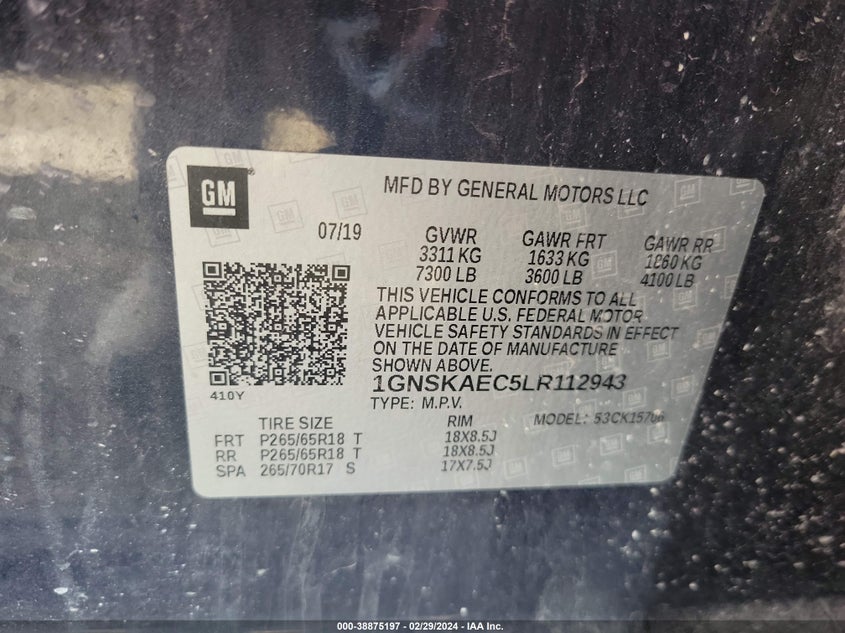 GM
MFD BY GENERAL MOTORS LLC
07/19 GVWR GAWR FRT GAWR RR
3311 KG 1633 KG 1860 KG
7300 LB 3600 LB 4100 LB
THIS VEHICLE CONFORMS TO ALL
APPLICABLE U.S. FEDERAL MOTOR
VEHICLE SAFETY STANDARDS IN EFFECT
ON THE DATE OF MANUFACTURE
SHOWN ABOVE.
1GNSKAEC5LR112943
410Y
TYPE: M.P.V. MODEL: 53CK15706
TIRE SIZE RIM
FRT P265/65R18 T 18X8.5J
RR P265/65R18 T 18X8.5J
SPA 265/70R17 S 17X7.5J
000-38875197 - 02/29/2024 - IAA Inc.